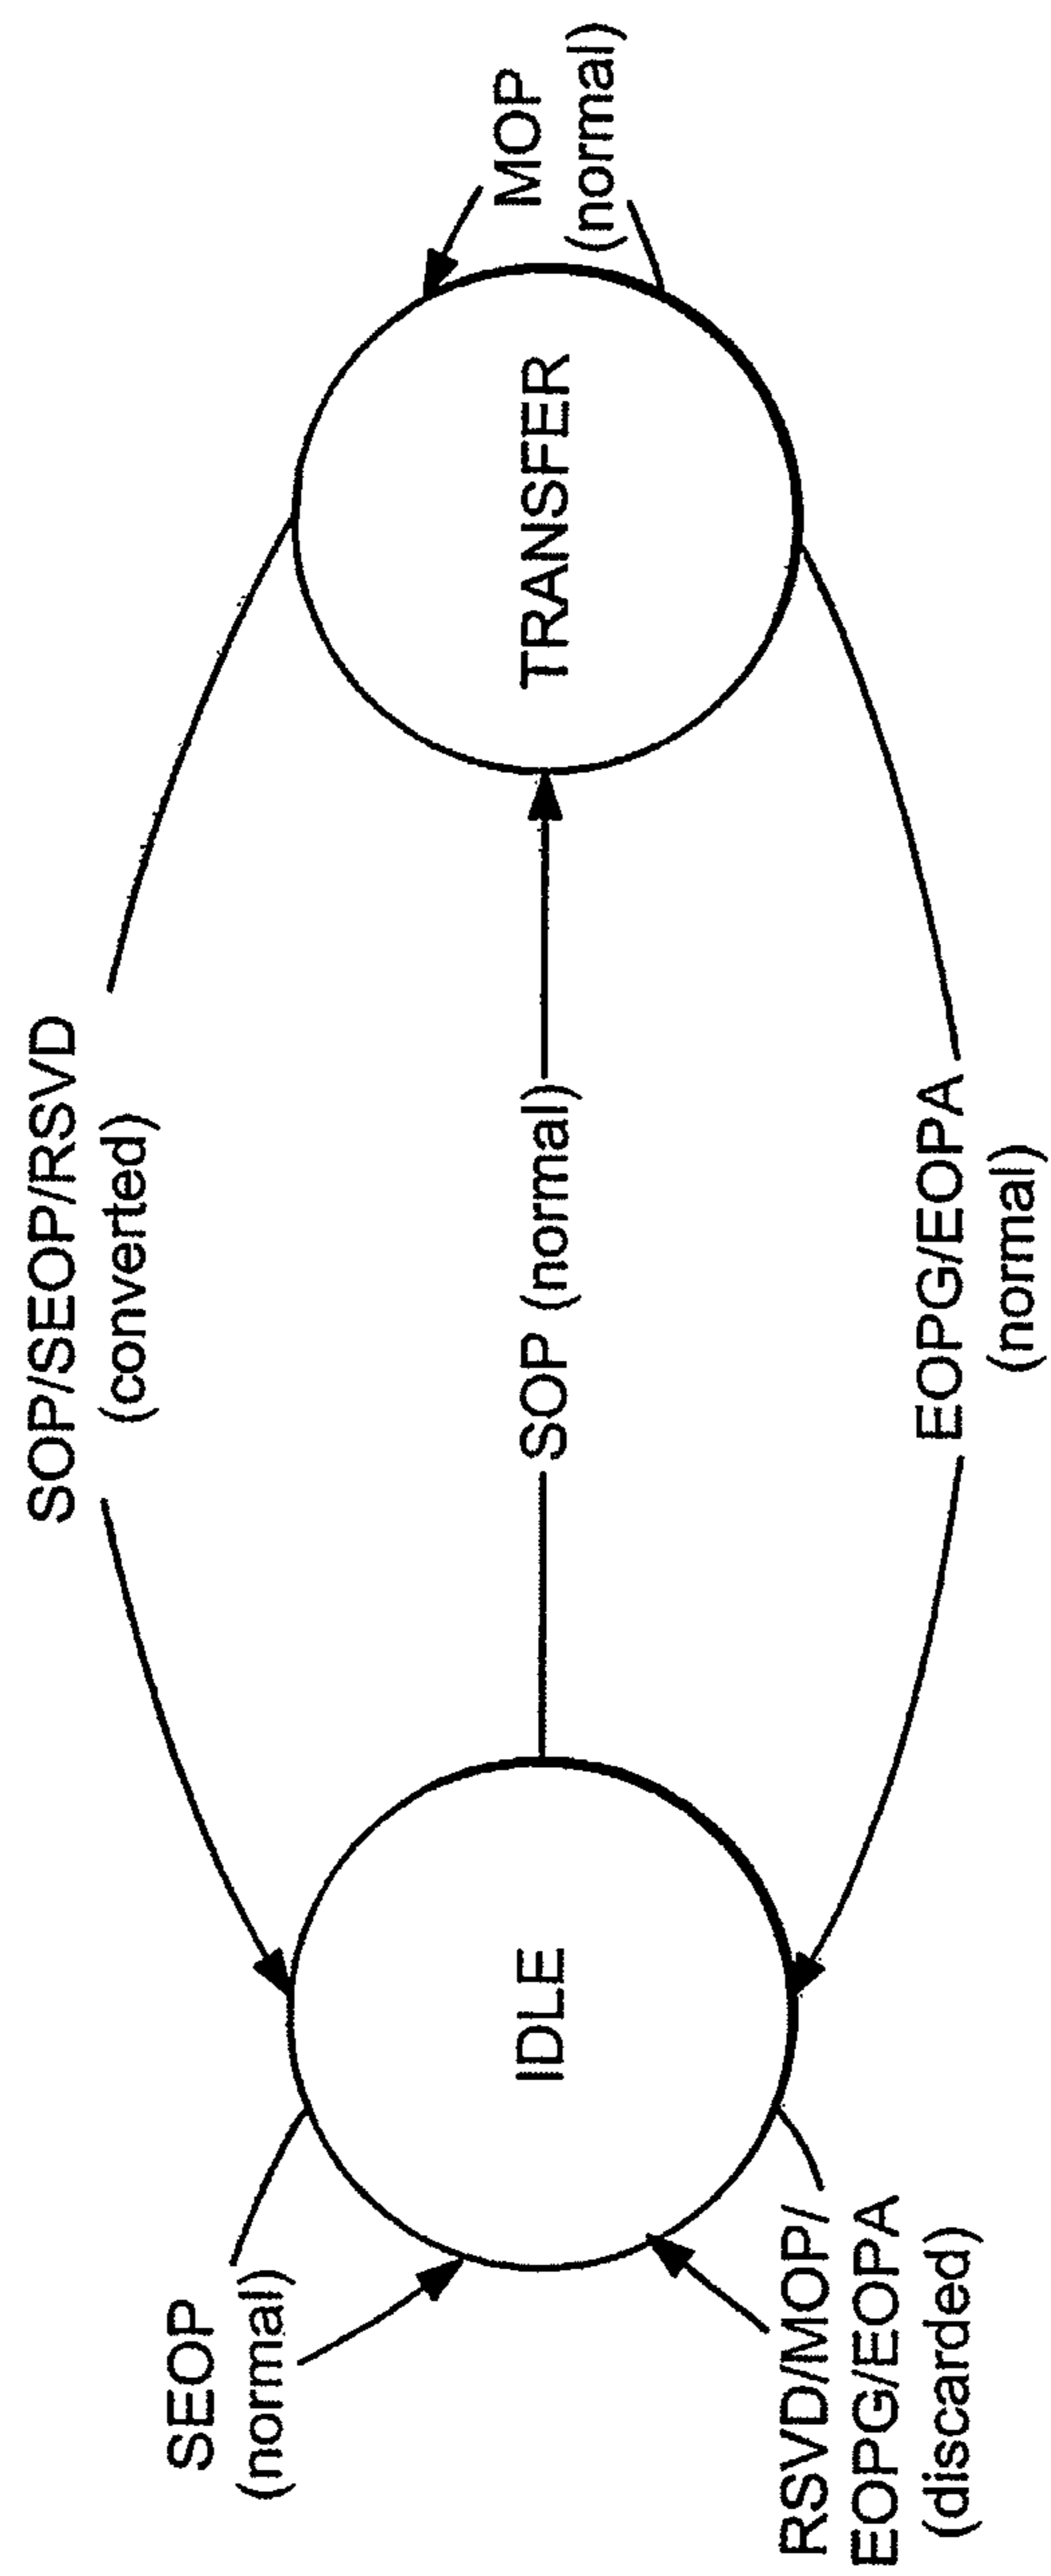 SOP/SEOP/RSVD
(converted)
SEOP
(normal)
IDLE
SOP (normal)
TRANSFER
MOP
(normal)
RSVD/MOP/
EOPG/EOPA
(discarded)
EOPG/EOPA
(normal)